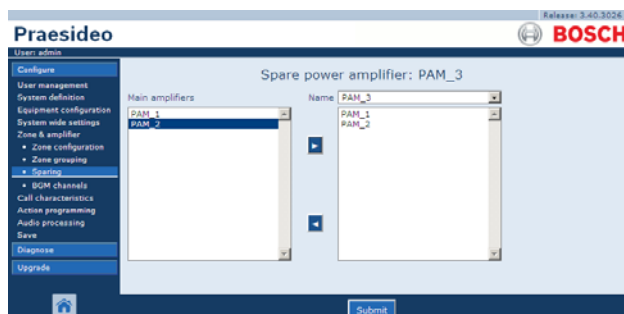 Release: 3.40.3026
Praesideo
BOSCH
User: admin
Configure
User management
System definition
Equipment configuration
System wide settings
Zone & amplifier
• Zone configuration
• Zone grouping
• Sparing
• BGM channels
Call characteristics
Action programming
Audio processing
Save
Diagnose
Upgrade
Spare power amplifier: PAM_3
Main amplifiers
PAM_1
PAM_2
Name PAM_3
PAM_1
PAM_2
Submit